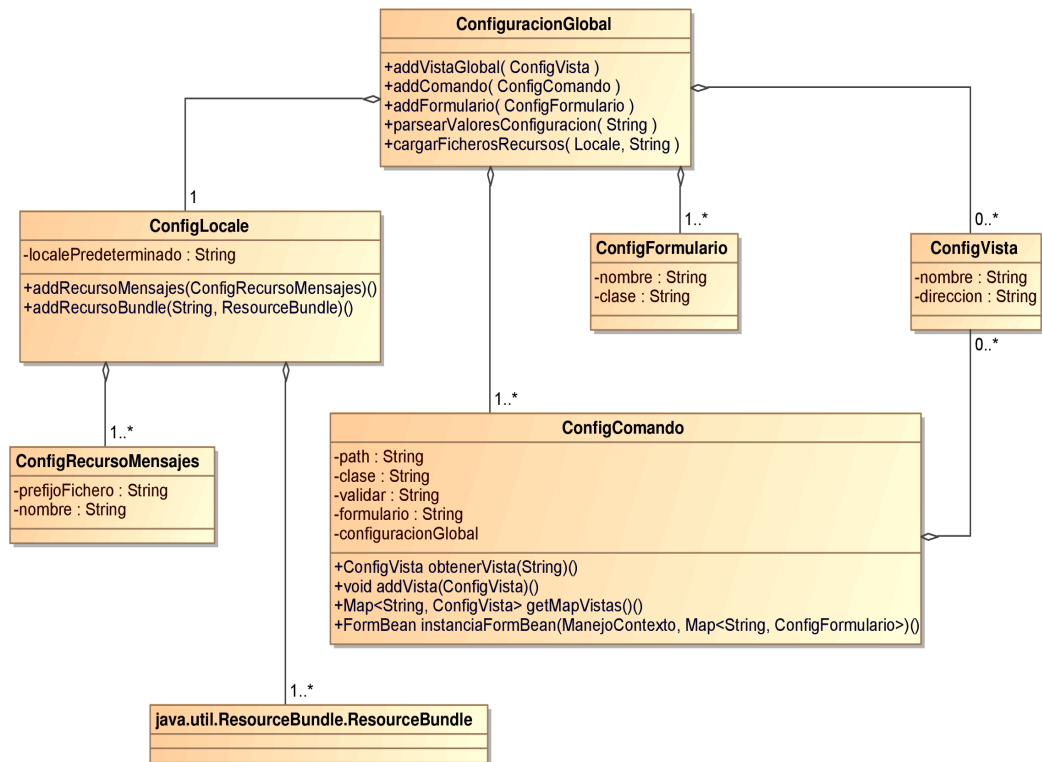 ConfiguracionGlobal
+addVistaGlobal( ConfigVista )
+addComando( ConfigComando )
+addFormulario( ConfigFormulario )
+parsearValoresConfiguracion( String )
+cargarFicherosRecursos( Locale, String )
1
1..*
0..*
ConfigLocale
-localePredeterminado : String
+addRecursoMensajes(ConfigRecursoMensajes)()
+addRecursoBundle(String, ResourceBundle)()
ConfigFormulario
-nombre : String
-clase : String
ConfigVista
-nombre : String
-direccion : String
0..*
1..*
1..*
ConfigRecursoMensajes
-prefijoFichero : String
-nombre : String
ConfigComando
-path : String
-clase : String
-validar : String
-formulario : String
-configuracionGlobal
+ConfigVista obtenerVista(String)()
+void addVista(ConfigVista)()
+Map<String, ConfigVista> getMapVistas()()
+FormBean instanciaFormBean(ManejoContexto, Map<String, ConfigFormulario>)()
1..*
java.util.ResourceBundle.ResourceBundle